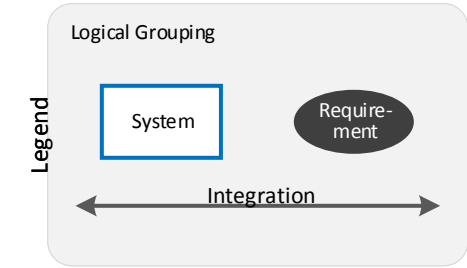 Logical Grouping
Legend
System
Require-
ment
Integration